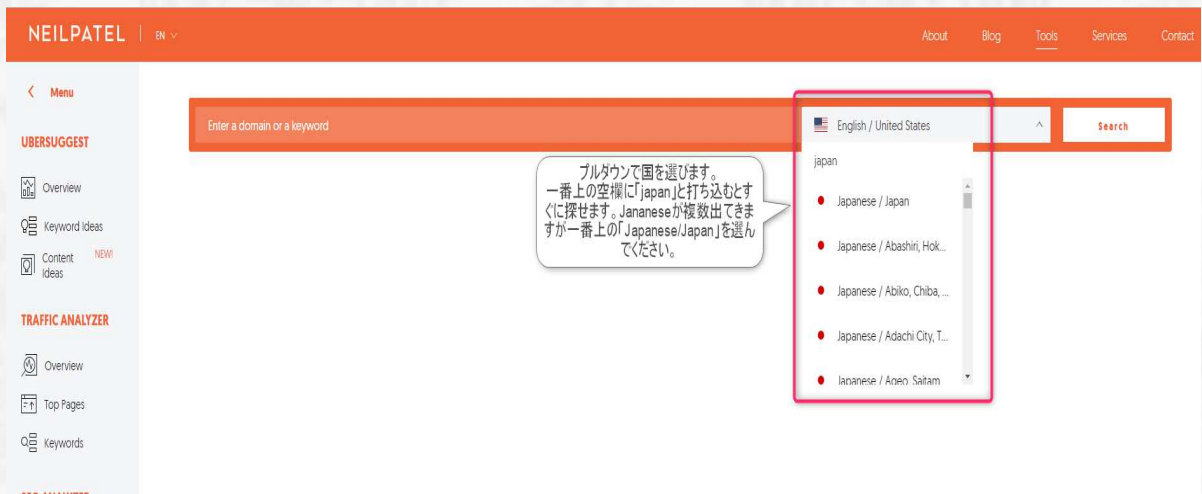 NEILPATEL | EN
About Blog Tools Services Contact
Menu
UBERSUGGEST
Overview
Keyword Ideas
Content Ideas NEW!
TRAFFIC ANALYZER
Overview
Top Pages
Keywords
Enter a domain or a keyword
English / United States
Search
japan
Japanese / Japan
Japanese / Abashiri, Hok...
Japanese / Abiko, Chiba, ...
Japanese / Adachi City, T...
Japanese / Ageo, Saitam
プルダウンで国を選びます。
一番上の空欄に「japan」と打ち込むとす
ぐに探せます。Jananeseが複数出てきま
すが一番上の「Japanese/Japan」を選ん
でください。